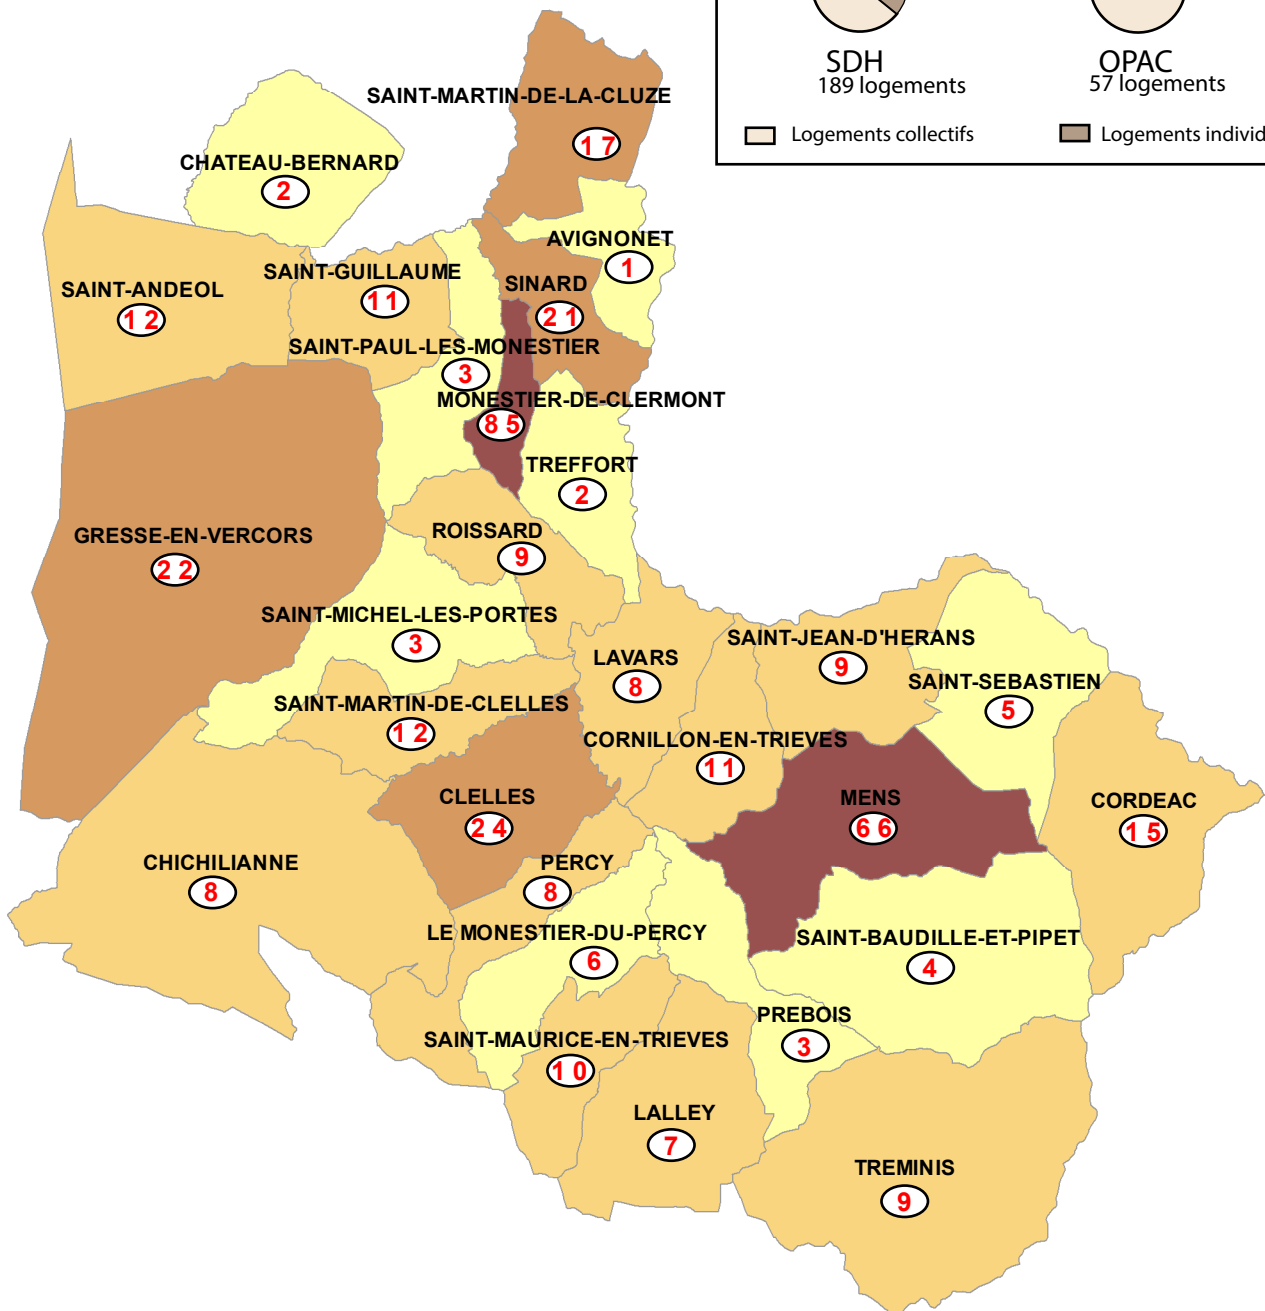 SDH
189 logements
OPAC
57 logements
Logements collectifs
Logements individ
SAINT-MARTIN-DE-LA-CLUZE
17
CHATEAU-BERNARD
2
AVIGNONET
1
SAINT-GUILLAUME
11
SINARD
21
SAINT-ANDEOL
12
SAINT-PAUL-LES-MONESTIER
3
MONESTIER-DE-CLERMONT
85
TREFFORT
2
ROISSARD
9
GRESSE-EN-VERCORS
22
SAINT-MICHEL-LES-PORTES
3
SAINT-JEAN-D'HERANS
9
LAVARS
8
SAINT-SEBASTIEN
5
SAINT-MARTIN-DE-CLELLES
12
CORNILLON-EN-TRIEVES
11
CLELLES
24
MENS
66
CORDEAC
15
CHICHILIANNE
8
PERCY
8
LE MONESTIER-DU-PERCY
6
SAINT-BAUDILLE-ET-PIPET
4
PREBOIS
3
SAINT-MAURICE-EN-TRIEVES
10
LALLEY
7
TREMINIS
9